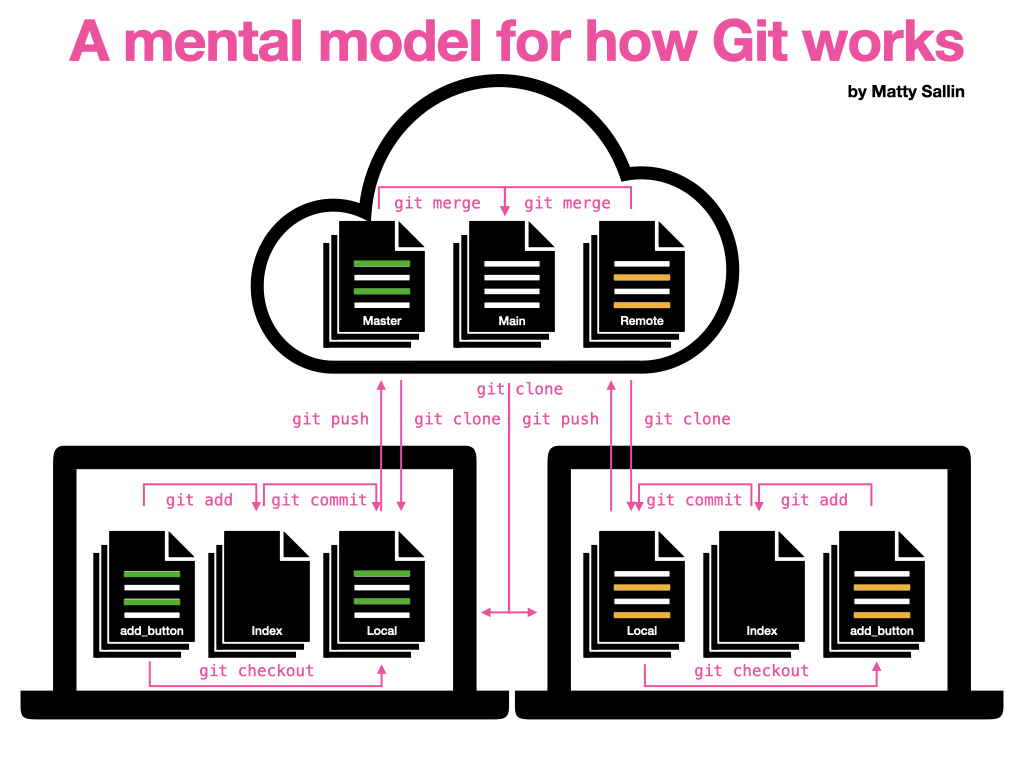 A mental model for how Git works
by Matty Sallin
git merge git merge
Master Main Remote
git clone
git push git clone git push git clone
git add git commit git commit git add
add_button Index Local Local Index add_button
git checkout git checkout